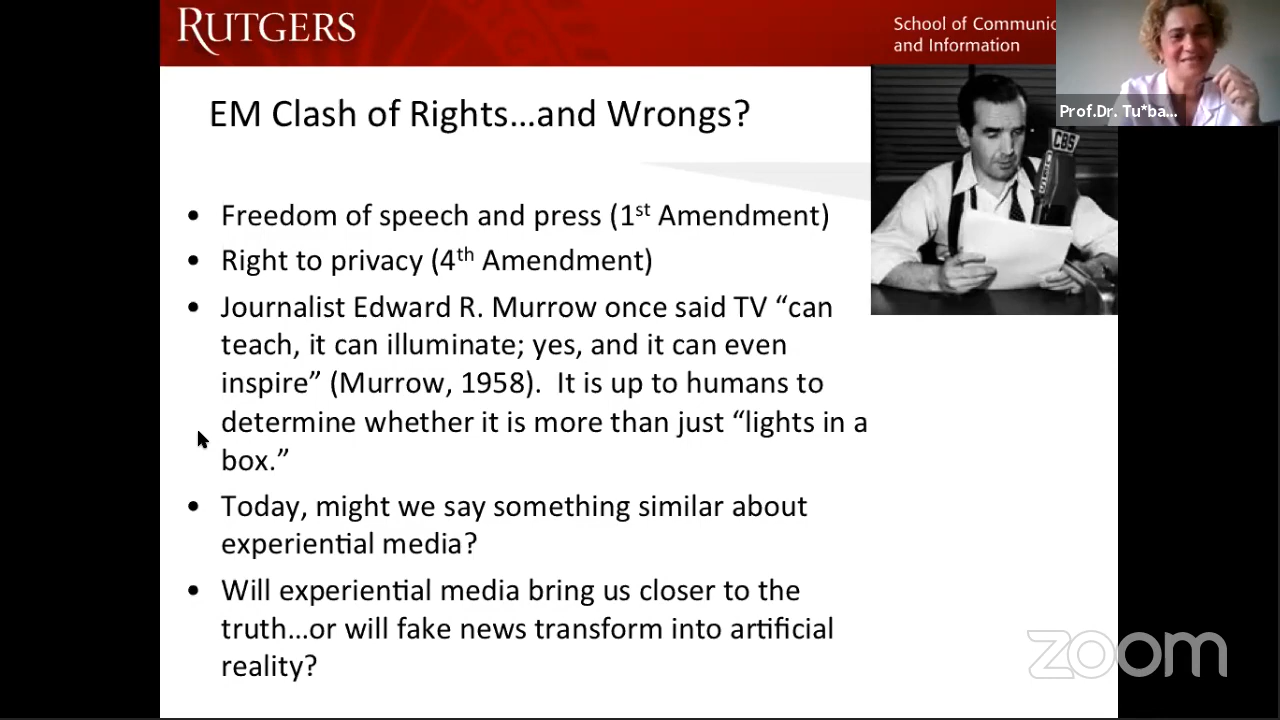 RUTGERS
School of Communic
and Information
Prof.Dr. Tu*ba...
EM Clash of Rights...and Wrongs?
CBS
• Freedom of speech and press (1st Amendment)
• Right to privacy (4th Amendment)
• Journalist Edward R. Murrow once said TV “can
teach, it can illuminate; yes, and it can even
inspire” (Murrow, 1958).  It is up to humans to
determine whether it is more than just “lights in a
box.”
• Today, might we say something similar about
experiential media?
• Will experiential media bring us closer to the
truth...or will fake news transform into artificial
reality?
zoom